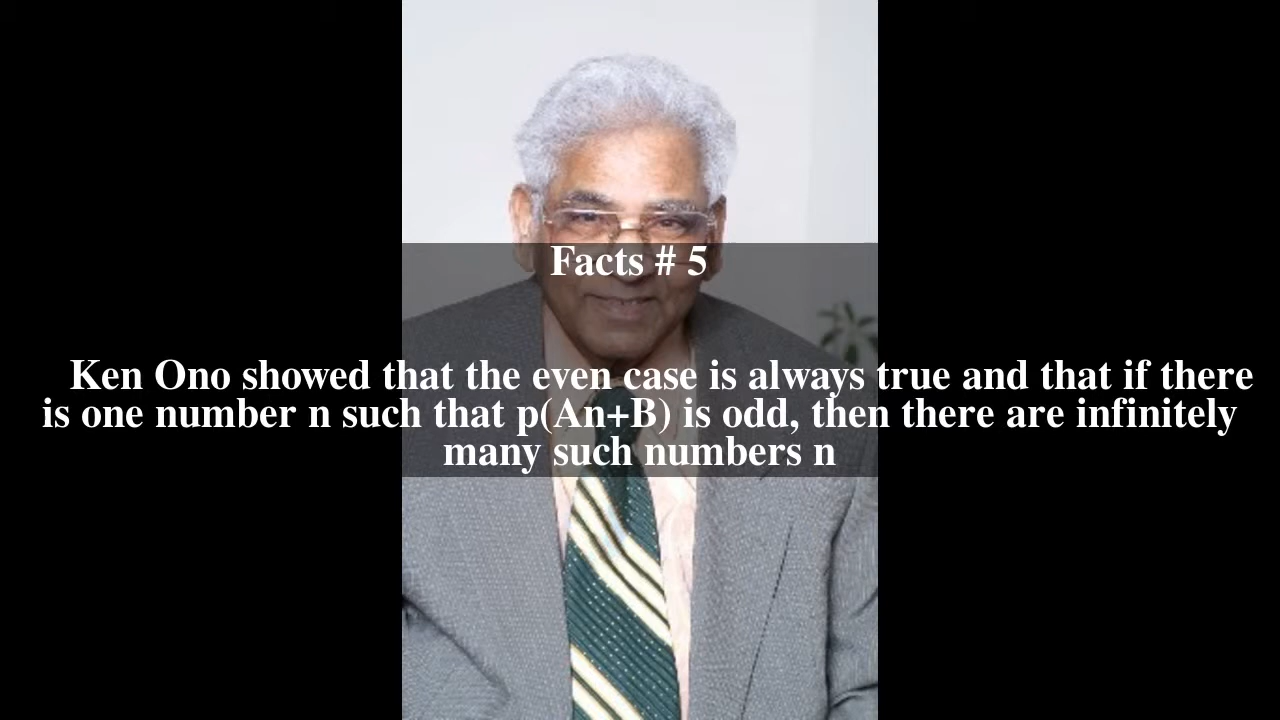 Facts # 5
Ken Ono showed that the even case is always true and that if there
is one number n such that p(An+B) is odd, then there are infinitely
many such numbers n